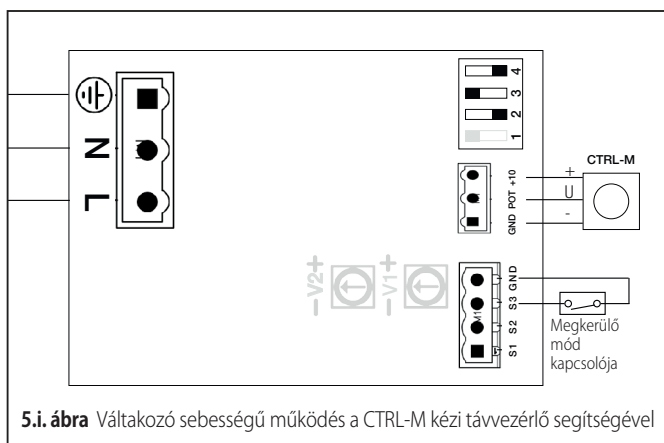 N
L
4
3
2
1
CTRL-M
+
U
-
GND POT +10
–V2+
–V1+
S1 S2 S3 GND
M1
Megkerülő
mód
kapcsolója
5.i. ábra Váltakozó sebességű működés a CTRL-M kézi távvezérlő segítségével